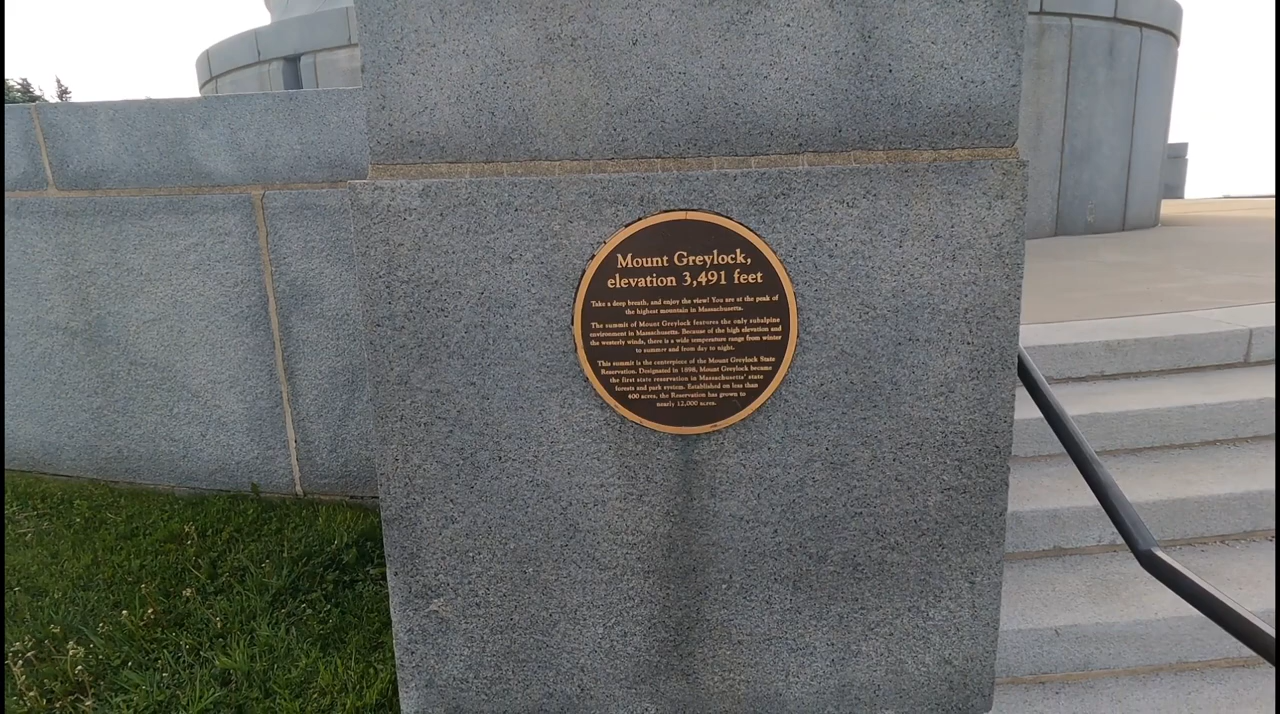 Mount Greylock,
elevation 3,491 feet
Take a deep breath, and enjoy the view! You are at the peak of
the highest mountain in Massachusetts.
The summit of Mount Greylock features the only subalpine
environment in Massachusetts. Because of the high elevation and
the westerly winds, there is a wide temperature range from winter
to summer and from day to night.
This summit is the centerpiece of the Mount Greylock State
Reservation. Designated in 1898, Mount Greylock became
the first state reservation in Massachusetts' state
forests and park system. Established on less than
400 acres, the Reservation has grown to
nearly 12,000 acres.